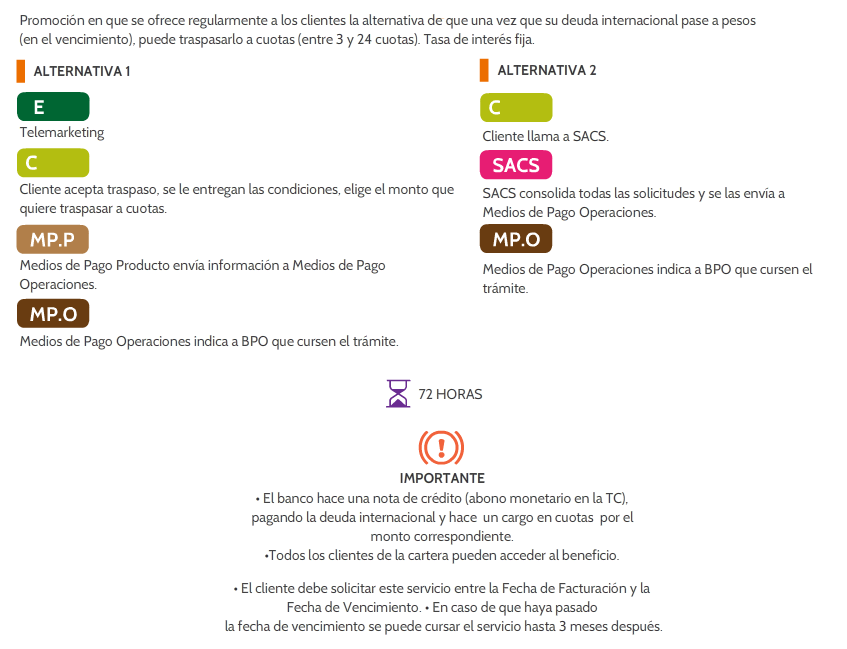 Promoción en que se ofrece regularmente a los clientes la alternativa de que una vez que su deuda internacional pase a pesos
(en el vencimiento), puede traspasarlo a cuotas (entre 3 y 24 cuotas). Tasa de interés fija.
ALTERNATIVA 1
E
Telemarketing
C
Cliente acepta traspaso, se le entregan las condiciones, elige el monto que
quiere traspasar a cuotas.
MP.P
Medios de Pago Producto envía información a Medios de Pago
Operaciones.
MP.O
Medios de Pago Operaciones indica a BPO que cursen el trámite.
ALTERNATIVA 2
C
Cliente llama a SACS.
SACS
SACS consolida todas las solicitudes y se las envía a
Medios de Pago Operaciones.
MP.O
Medios de Pago Operaciones indica a BPO que cursen el
trámite.
72 HORAS
IMPORTANTE
• El banco hace una nota de crédito (abono monetario en la TC),
pagando la deuda internacional y hace un cargo en cuotas por el
monto correspondiente.
•Todos los clientes de la cartera pueden acceder al beneficio.
• El cliente debe solicitar este servicio entre la Fecha de Facturación y la
Fecha de Vencimiento. • En caso de que haya pasado
la fecha de vencimiento se puede cursar el servicio hasta 3 meses después.